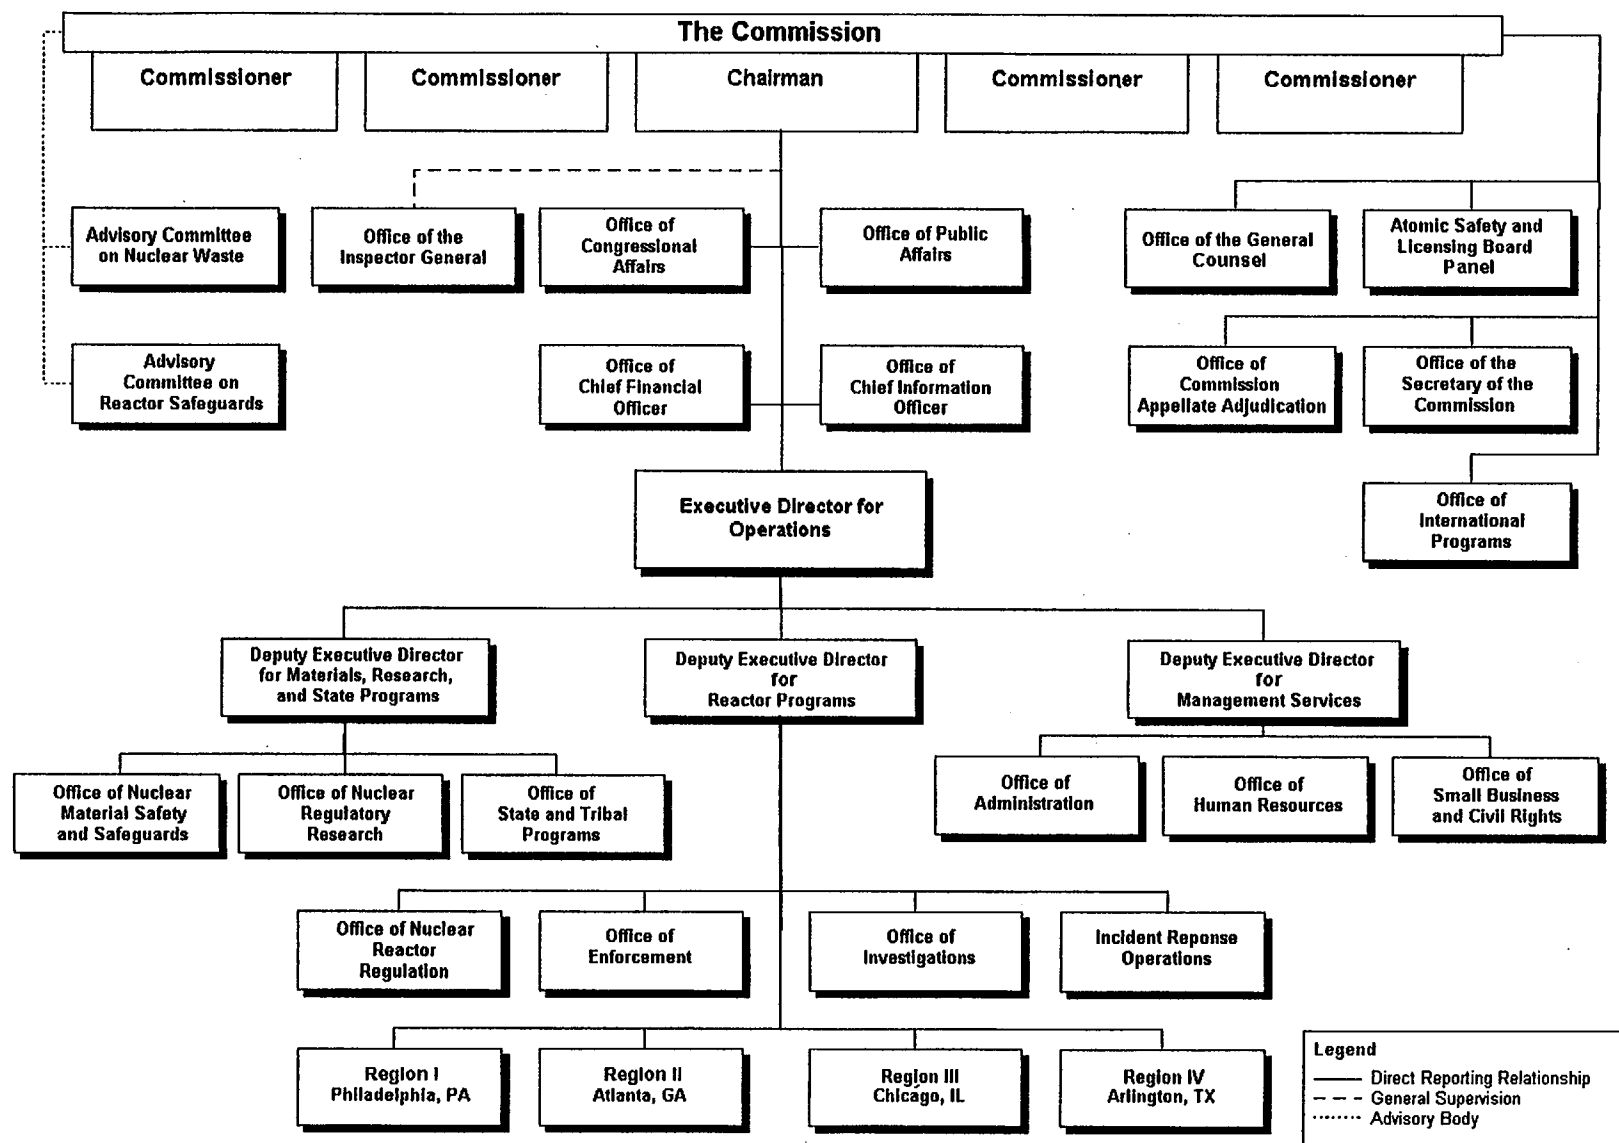 The Commission
Commissioner
Commissioner
Chairman
Commissioner
Commissioner
Advisory Committee
on Nuclear Waste
Office of the
Inspector General
Office of
Congressional
Affairs
Office of Public
Affairs
Office of the General
Counsel
Atomic Safety and
Licensing Board
Panel
Advisory
Committee on
Reactor Safeguards
Office of
Chief Financial
Officer
Office of
Chief Information
Officer
Office of
Commission
Appellate Adjudication
Office of the
Secretary of the
Commission
Executive Director for
Operations
Office of
International
Programs
Deputy Executive Director
for Materials, Research,
and State Programs
Deputy Executive Director
for
Reactor Programs
Deputy Executive Director
for
Management Services
Office of Nuclear
Material Safety
and Safeguards
Office of Nuclear
Regulatory
Research
Office of
State and Tribal
Programs
Office of
Administration
Office of
Human Resources
Office of
Small Business
and Civil Rights
Office of Nuclear
Reactor
Regulation
Office of
Enforcement
Office of
Investigations
Incident Reponse
Operations
Region I
Philadelphia, PA
Region II
Atlanta, GA
Region III
Chicago, IL
Region IV
Arlington, TX
Legend
Direct Reporting Relationship
General Supervision
Advisory Body